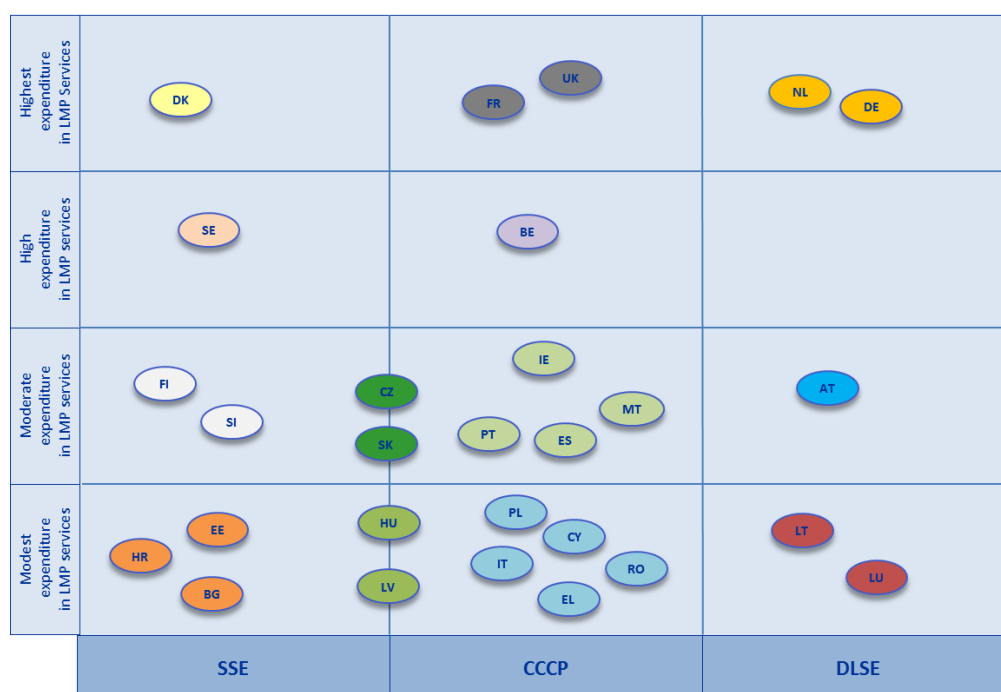 Highest
expenditure
in LMP Services
DK
FR
UK
NL
DE
High
expenditure
in LMP services
SE
BE
Moderate
expenditure
in LMP services
FI
SI
CZ
SK
IE
PT
ES
MT
AT
Modest
expenditure
in LMP services
HR
EE
BG
HU
LV
PL
CY
IT
RO
EL
LT
LU
SSE
CCCP
DLSE